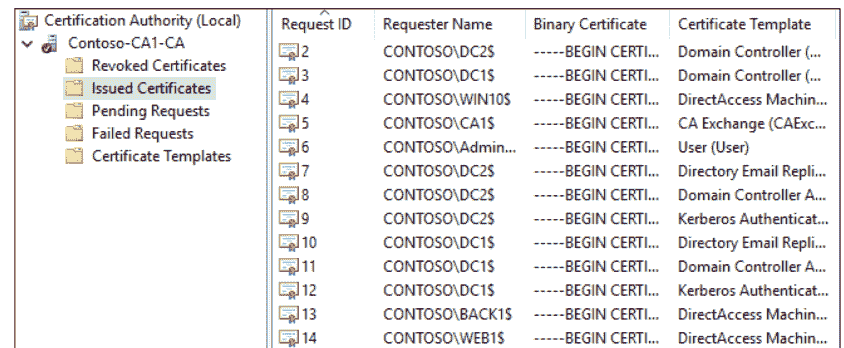 Certification Authority (Local)
Contoso-CA1-CA
Revoked Certificates
Issued Certificates
Pending Requests
Failed Requests
Certificate Templates
Request ID Requester Name Binary Certificate Certificate Template
2 CONTOSO\DC2$ -----BEGIN CERTI... Domain Controller (...
3 CONTOSO\DC1$ -----BEGIN CERTI... Domain Controller (...
4 CONTOSO\WIN10$ -----BEGIN CERTI... DirectAccess Machin...
5 CONTOSO\CA1$ -----BEGIN CERTI... CA Exchange (CAExc...
6 CONTOSO\Admin... -----BEGIN CERTI... User (User)
7 CONTOSO\DC2$ -----BEGIN CERTI... Directory Email Repli...
8 CONTOSO\DC2$ -----BEGIN CERTI... Domain Controller A...
9 CONTOSO\DC2$ -----BEGIN CERTI... Kerberos Authenticat...
10 CONTOSO\DC1$ -----BEGIN CERTI... Directory Email Repli...
11 CONTOSO\DC1$ -----BEGIN CERTI... Domain Controller A...
12 CONTOSO\DC1$ -----BEGIN CERTI... Kerberos Authenticat...
13 CONTOSO\BACK1$ -----BEGIN CERTI... DirectAccess Machin...
14 CONTOSO\WEB1$ -----BEGIN CERTI... DirectAccess Machin...